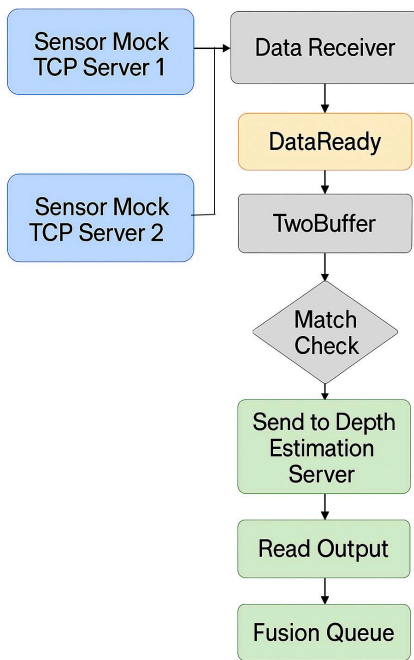 Sensor Mock
TCP Server 1
Data Receiver
DataReady
Sensor Mock
TCP Server 2
TwoBuffer
Match
Check
Send to Depth
Estimation
Server
Read Output
Fusion Queue